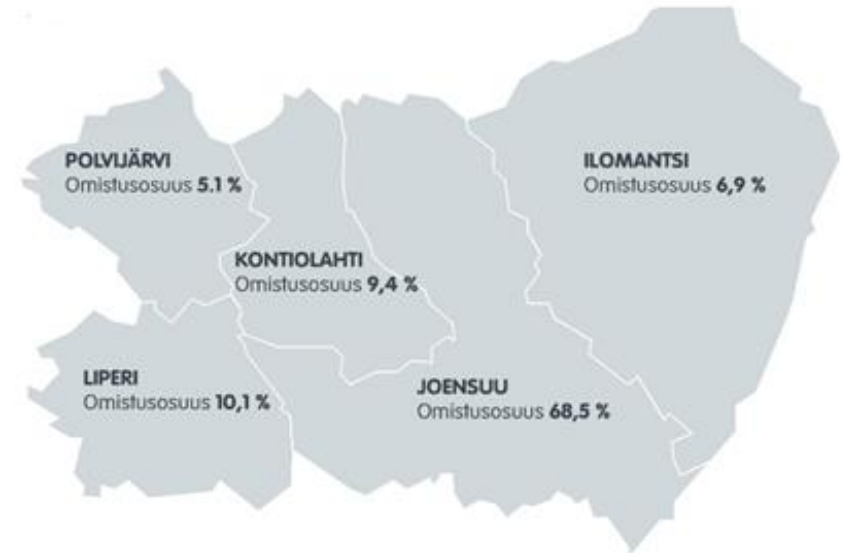 POLVIJÄRVI
Omistusosuus 5.1 %
ILOMANTSI
Omistusosuus 6,9 %
KONTIOLAHTI
Omistusosuus 9,4 %
LIPERI
Omistusosuus 10,1 %
JOENSUU
Omistusosuus 68,5 %